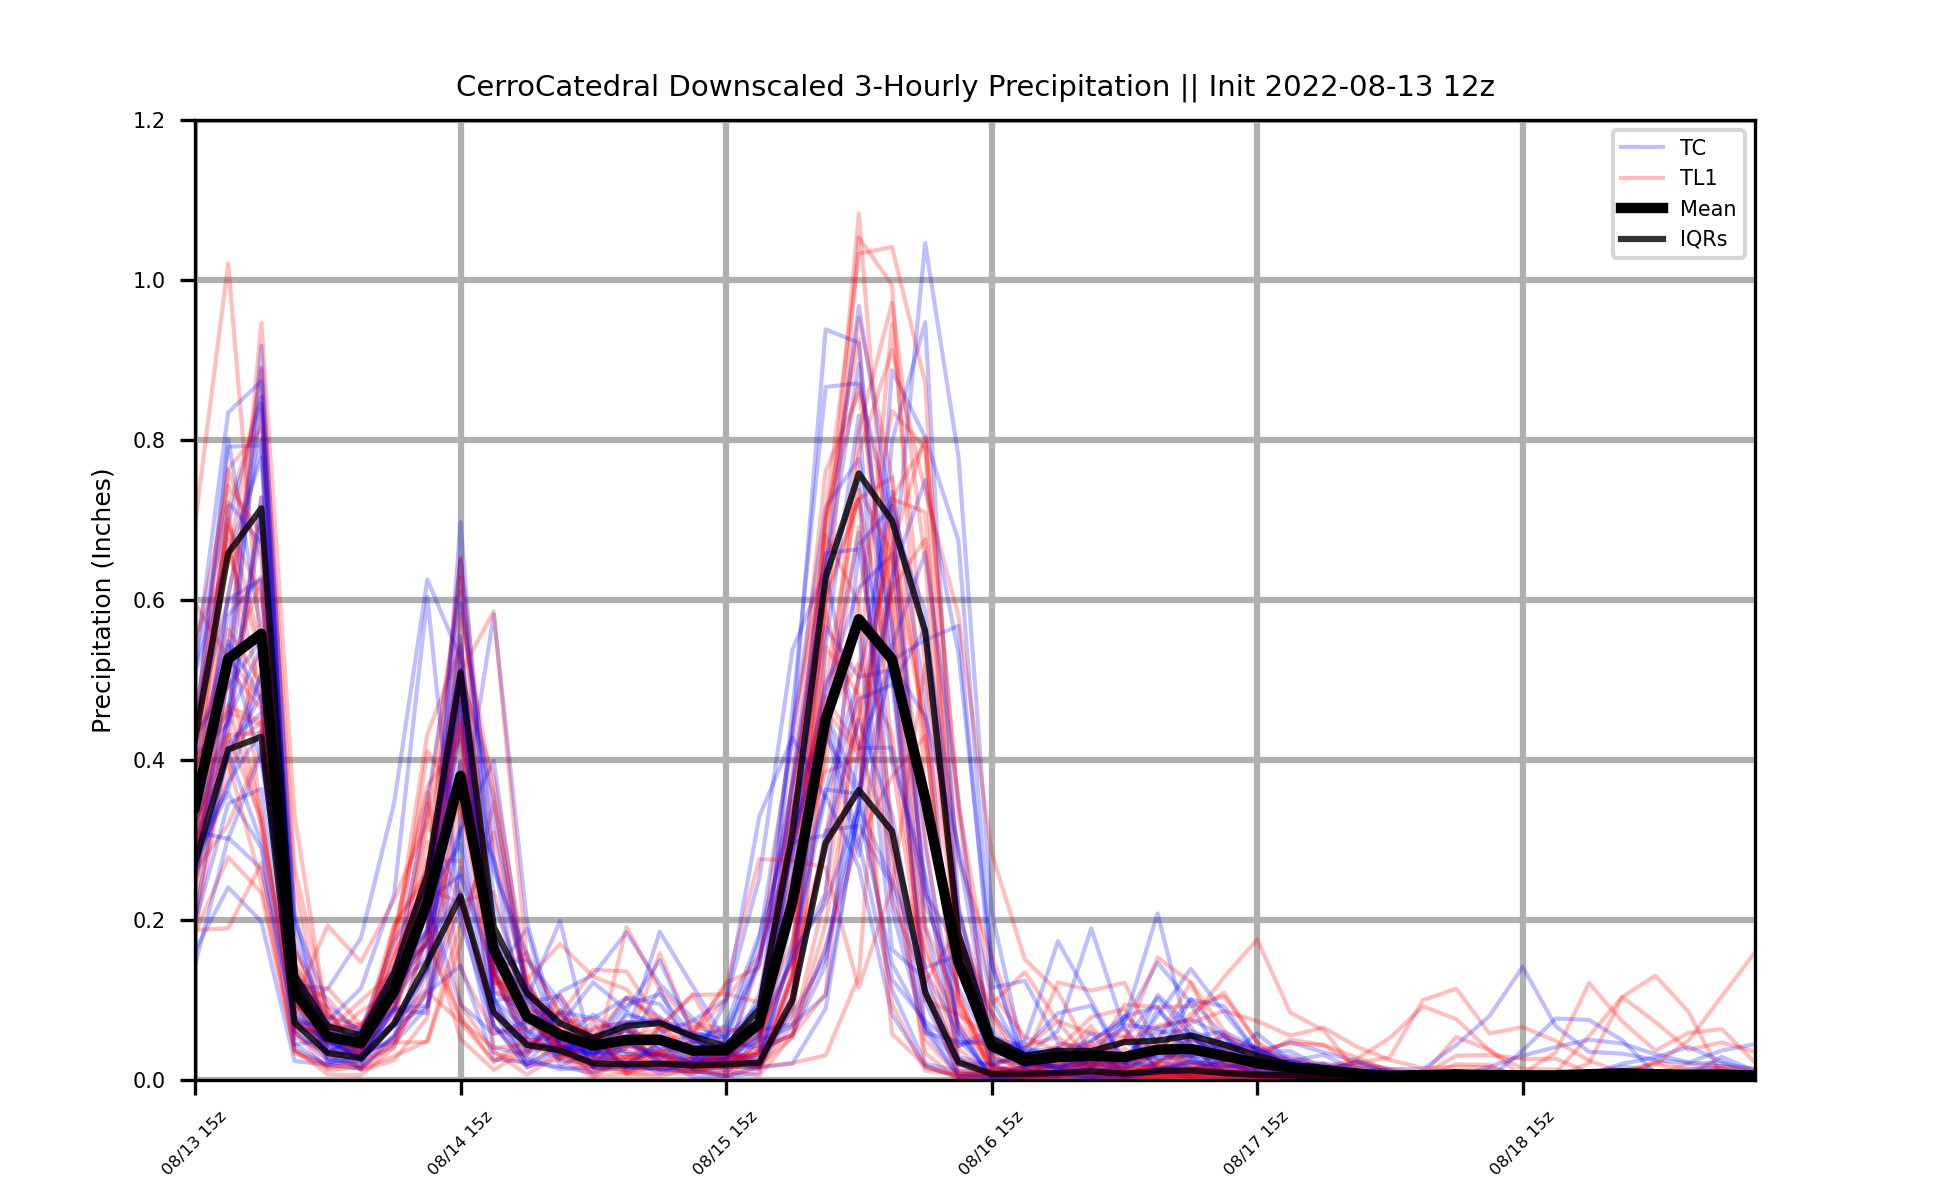 CerroCatedral Downscaled 3-Hourly Precipitation || Init 2022-08-13 12z
TC
TL1
Mean
IQRs
Precipitation (Inches)
1.2
1.0
0.8
0.6
0.4
0.2
0.0
08/13 15z
08/14 15z
08/15 15z
08/16 15z
08/17 15z
08/18 15z